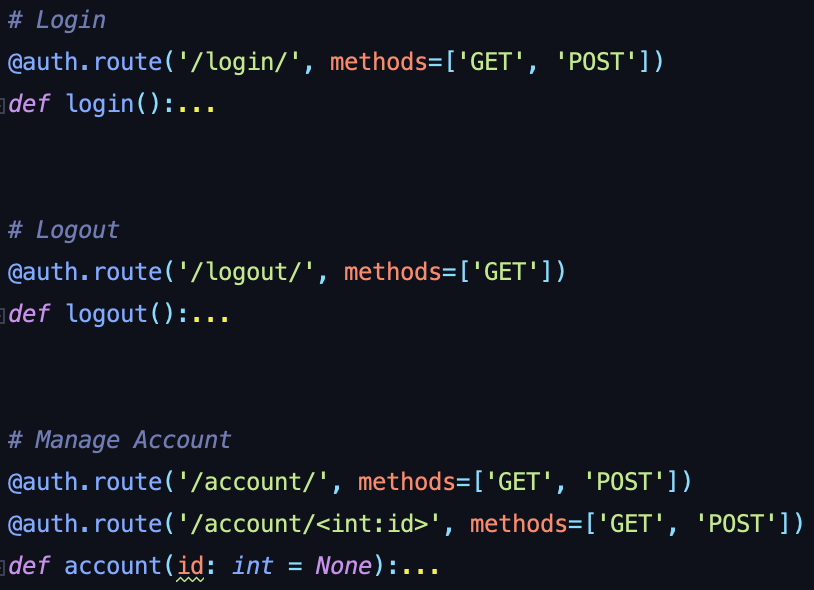 # Login
@auth.route('/login/', methods=['GET', 'POST'])
def login():...
# Logout
@auth.route('/logout/', methods=['GET'])
def logout():...
# Manage Account
@auth.route('/account/', methods=['GET', 'POST'])
@auth.route('/account/<int:id>', methods=['GET', 'POST'])
def account(id: int = None):...